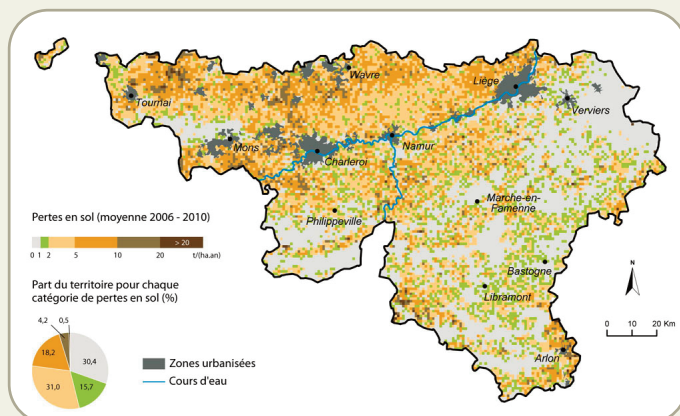 Wavre
Liège
Tournai
Verviers
Mons
Namur
Charleroi
Marche-en-
Famenne
Philippeville
Pertes en sol (moyenne 2006 - 2010)
> 20
0 1 2 5 10 20 t/(ha.an)
Bastogne
Libramont
N
Part du territoire pour chaque
catégorie de pertes en sol (%)
4,2 0,5
18,2 30,4
31,0 15,7
Zones urbanisées
Cours d'eau
0 10 20 Km
Arlon